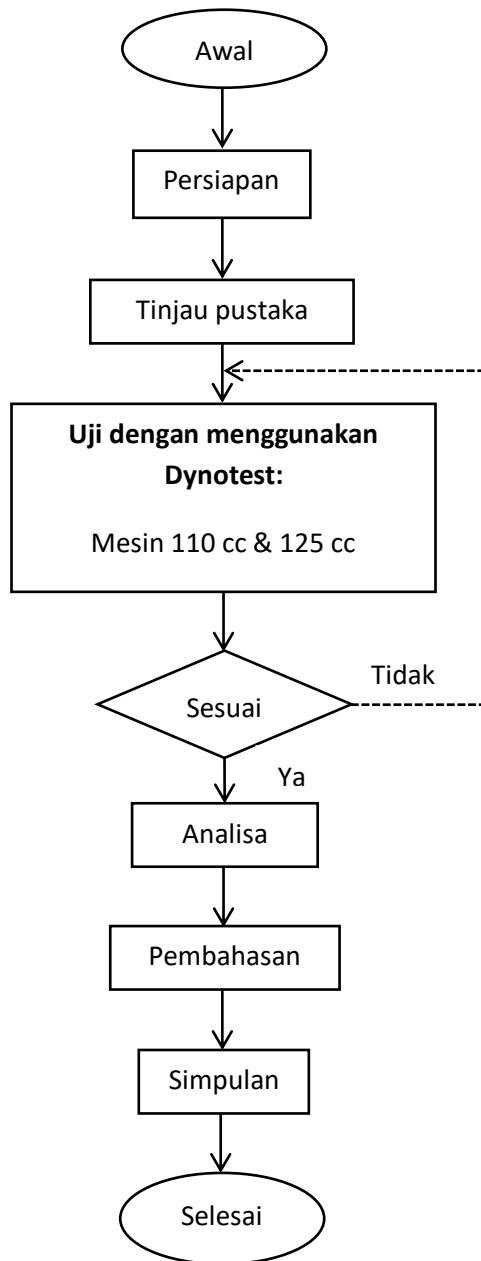 Awal
Persiapan
Tinjau pustaka
Uji dengan menggunakan
Dynotest:
Mesin 110 cc & 125 cc
Sesuai
Tidak
Ya
Analisa
Pembahasan
Simpulan
Selesai